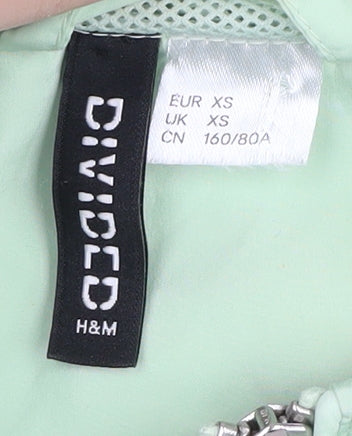 DIVIDED
H&M
EUR XS
UK XS
CN 160/80A